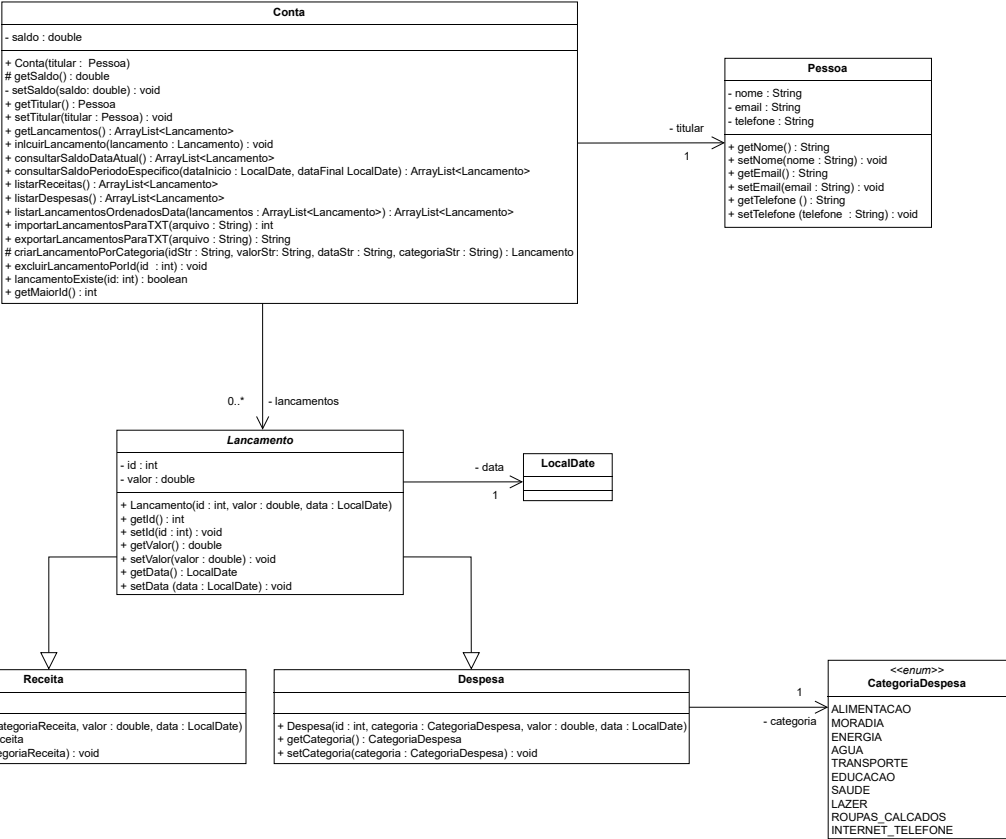 Conta
- saldo : double
+ Conta(titular : Pessoa)
# getSaldo() : double
- setSaldo(saldo: double) : void
+ getTitular() : Pessoa
+ setTitular(titular : Pessoa) : void
+ getLancamentos() : ArrayList<Lancamento>
+ inlcuirLancamento(lancamento : Lancamento) : void
+ consultarSaldoDataAtual() : ArrayList<Lancamento>
+ consultarSaldoPeriodoEspecifico(dataInicio : LocalDate, dataFinal LocalDate) : ArrayList<Lancamento>
+ listarReceitas() : ArrayList<Lancamento>
+ listarDespesas() : ArrayList<Lancamento>
+ listarLancamentosOrdenadosData(lancamentos : ArrayList<Lancamento>) : ArrayList<Lancamento>
+ importarLancamentosParaTXT(arquivo : String) : int
+ exportarLancamentosParaTXT(arquivo : String) : String
# criarLancamentoPorCategoria(idStr : String, valorStr: String, dataStr : String, categoriaStr : String) : Lancamento
+ excluirLancamentoPorId(id : int) : void
+ lancamentoExiste(id: int) : boolean
+ getMaiorId() : int
- titular
1
Pessoa
- nome : String
- email : String
- telefone : String
+ getNome() : String
+ setNome(nome : String) : void
+ getEmail() : String
+ setEmail(email : String) : void
+ getTelefone () : String
+ setTelefone (telefone : String) : void
0..* - lancamentos
Lancamento
- id : int
- valor : double
+ Lancamento(id : int, valor : double, data : LocalDate)
+ getId() : int
+ setId(id : int) : void
+ getValor() : double
+ setValor(valor : double) : void
+ getData() : LocalDate
+ setData (data : LocalDate) : void
- data
1
LocalDate
Receita
ategoriaReceita, valor : double, data : LocalDate)
ceita
egoriaReceita) : void
Despesa
+ Despesa(id : int, categoria : CategoriaDespesa, valor : double, data : LocalDate)
+ getCategoria() : CategoriaDespesa
+ setCategoria(categoria : CategoriaDespesa) : void
1
- categoria
<<enum>>
CategoriaDespesa
ALIMENTACAO
MORADIA
ENERGIA
AGUA
TRANSPORTE
EDUCACAO
SAUDE
LAZER
ROUPAS_CALCADOS
INTERNET_TELEFONE